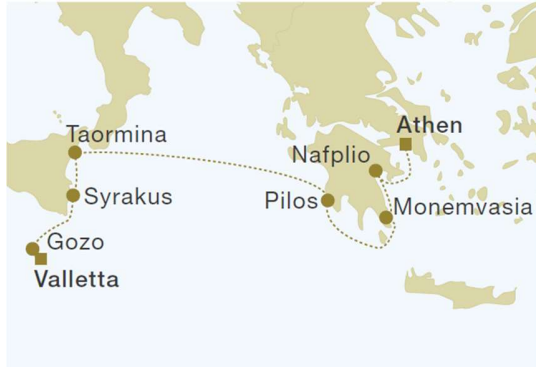 Taormina
Athen
Nafplio
Syrakus
Pilos
Monemvasia
Gozo
Valletta